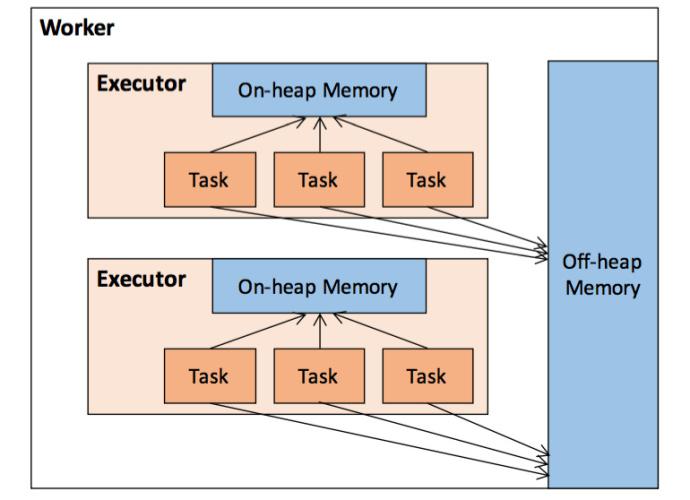 Worker
Executor
On-heap Memory
Task
Task
Task
Executor
On-heap Memory
Task
Task
Task
Off-heap
Memory